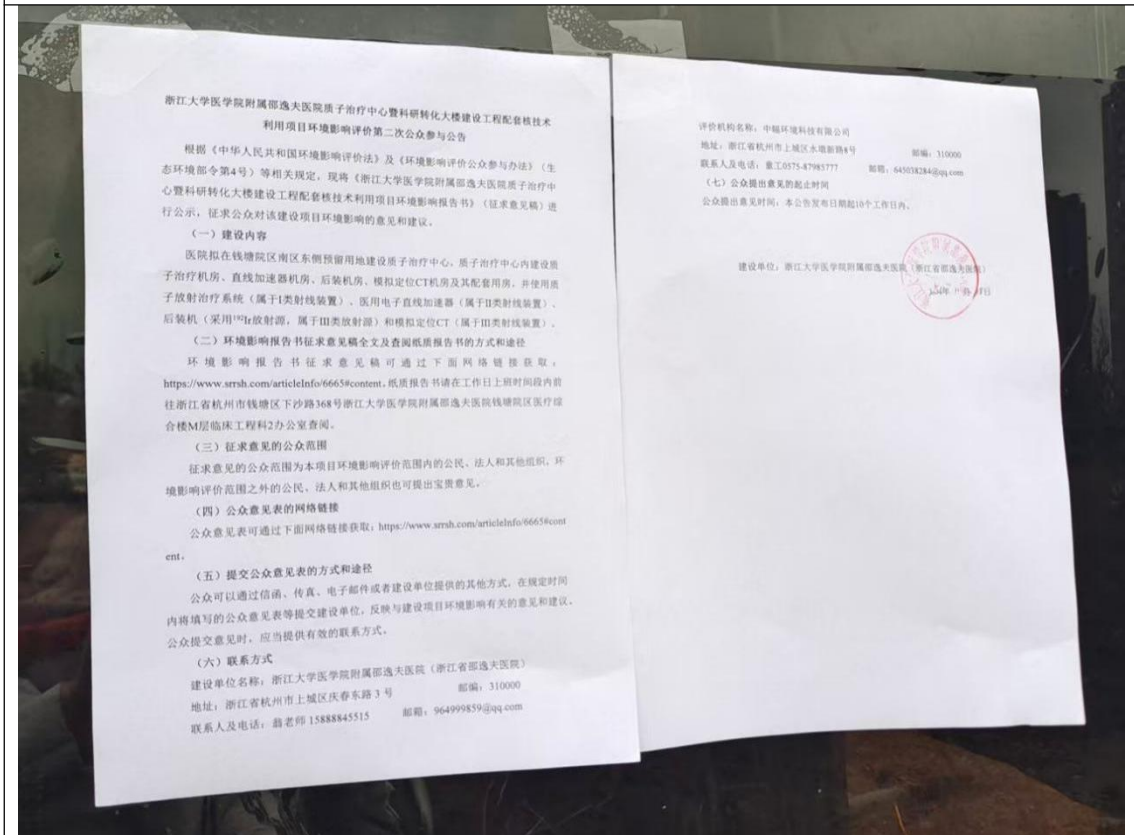 浙江大学医学院附属邵逸夫医院质子治疗中心暨科研转化大楼建设工程配套核技术
利用项目环境影响评价第二次公众参与公告
根据《中华人民共和国环境影响评价法》及《环境影响评价公众参与办法》（生
态环境部令第4号）等相关规定，现将《浙江大学医学院附属邵逸夫医院质子治疗中
心暨科研转化大楼建设工程配套核技术利用项目环境影响报告书》（征求意见稿）进
行公示，征求公众对该建设项目环境影响的意见和建议。
（一）建设内容
医院拟在钱塘院区南区东侧预留用地建设质子治疗中心，质子治疗中心内建设质
子治疗机房、直线加速器机房、后装机房、模拟定位CT机房及其配套用房，并使用质
子放射治疗系统（属于I类射线装置）、医用电子直线加速器（属于II类射线装置）、
后装机（采用¹⁹²Ir放射源，属于III类放射源）和模拟定位CT（属于III类射线装置）。
（二）环境影响报告书征求意见稿全文及查阅纸质报告书的方式和途径
环境影响报告书征求意见稿可通过下面网络链接获取：
https://www.srrsh.com/articleInfo/6665#content，纸质报告书请在工作日上班时间段内前
往浙江省杭州市钱塘区下沙路368号浙江大学医学院附属邵逸夫医院钱塘院区医疗综
合楼M层临床工程科2办公室查阅。
（三）征求意见的公众范围
征求意见的公众范围为本项目环境影响评价范围内的公民、法人和其他组织，环
境影响评价范围之外的公民、法人和其他组织也可提出宝贵意见。
（四）公众意见表的网络链接
公众意见表可通过下面网络链接获取：https://www.srrsh.com/articleInfo/6665#cont
ent。
（五）提交公众意见表的方式和途径
公众可以通过信函、传真、电子邮件或者建设单位提供的其他方式，在规定时间
内将填写的公众意见表等提交建设单位，反映与建设项目环境影响有关的意见和建议。
公众提交意见时，应当提供有效的联系方式。
（六）联系方式
建设单位名称：浙江大学医学院附属邵逸夫医院（浙江省邵逸夫医院）
地址：浙江省杭州市上城区庆春东路 3 号 邮编：310000
联系人及电话：翁老师 15888845515 邮箱：964999859@qq.com
评价机构名称：中辐环境科技有限公司
地址：浙江省杭州市上城区水墩新路8号 邮编：310000
联系人及电话：童工0575-87985777 邮箱：645038284@qq.com
（七）公众提出意见的起止时间
公众提出意见时间：本公告发布日期起10个工作日内。
建设单位：浙江大学医学院附属邵逸夫医院（浙江省邵逸夫医院）